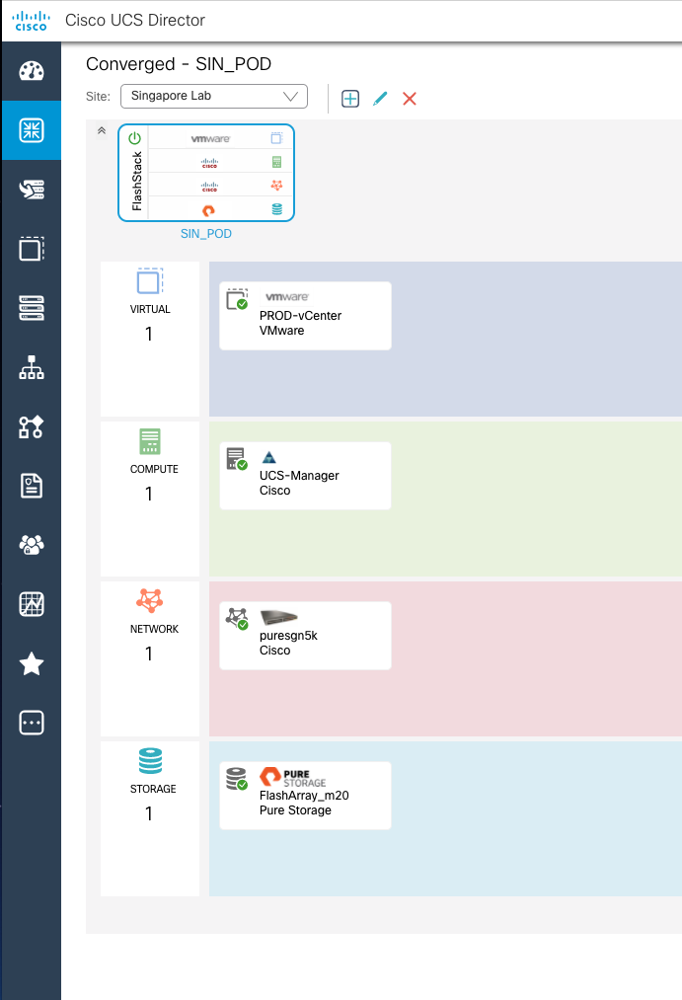 CISCO
Cisco UCS Director
Converged - SIN_POD
Site:
Singapore Lab
FlashStack
vmware
CISCO
CISCO
SIN_POD
VIRTUAL
1
vmware
PROD-vCenter
VMware
COMPUTE
1
UCS-Manager
Cisco
NETWORK
1
puresgn5k
Cisco
STORAGE
1
PURE
STORAGE
FlashArray_m20
Pure Storage